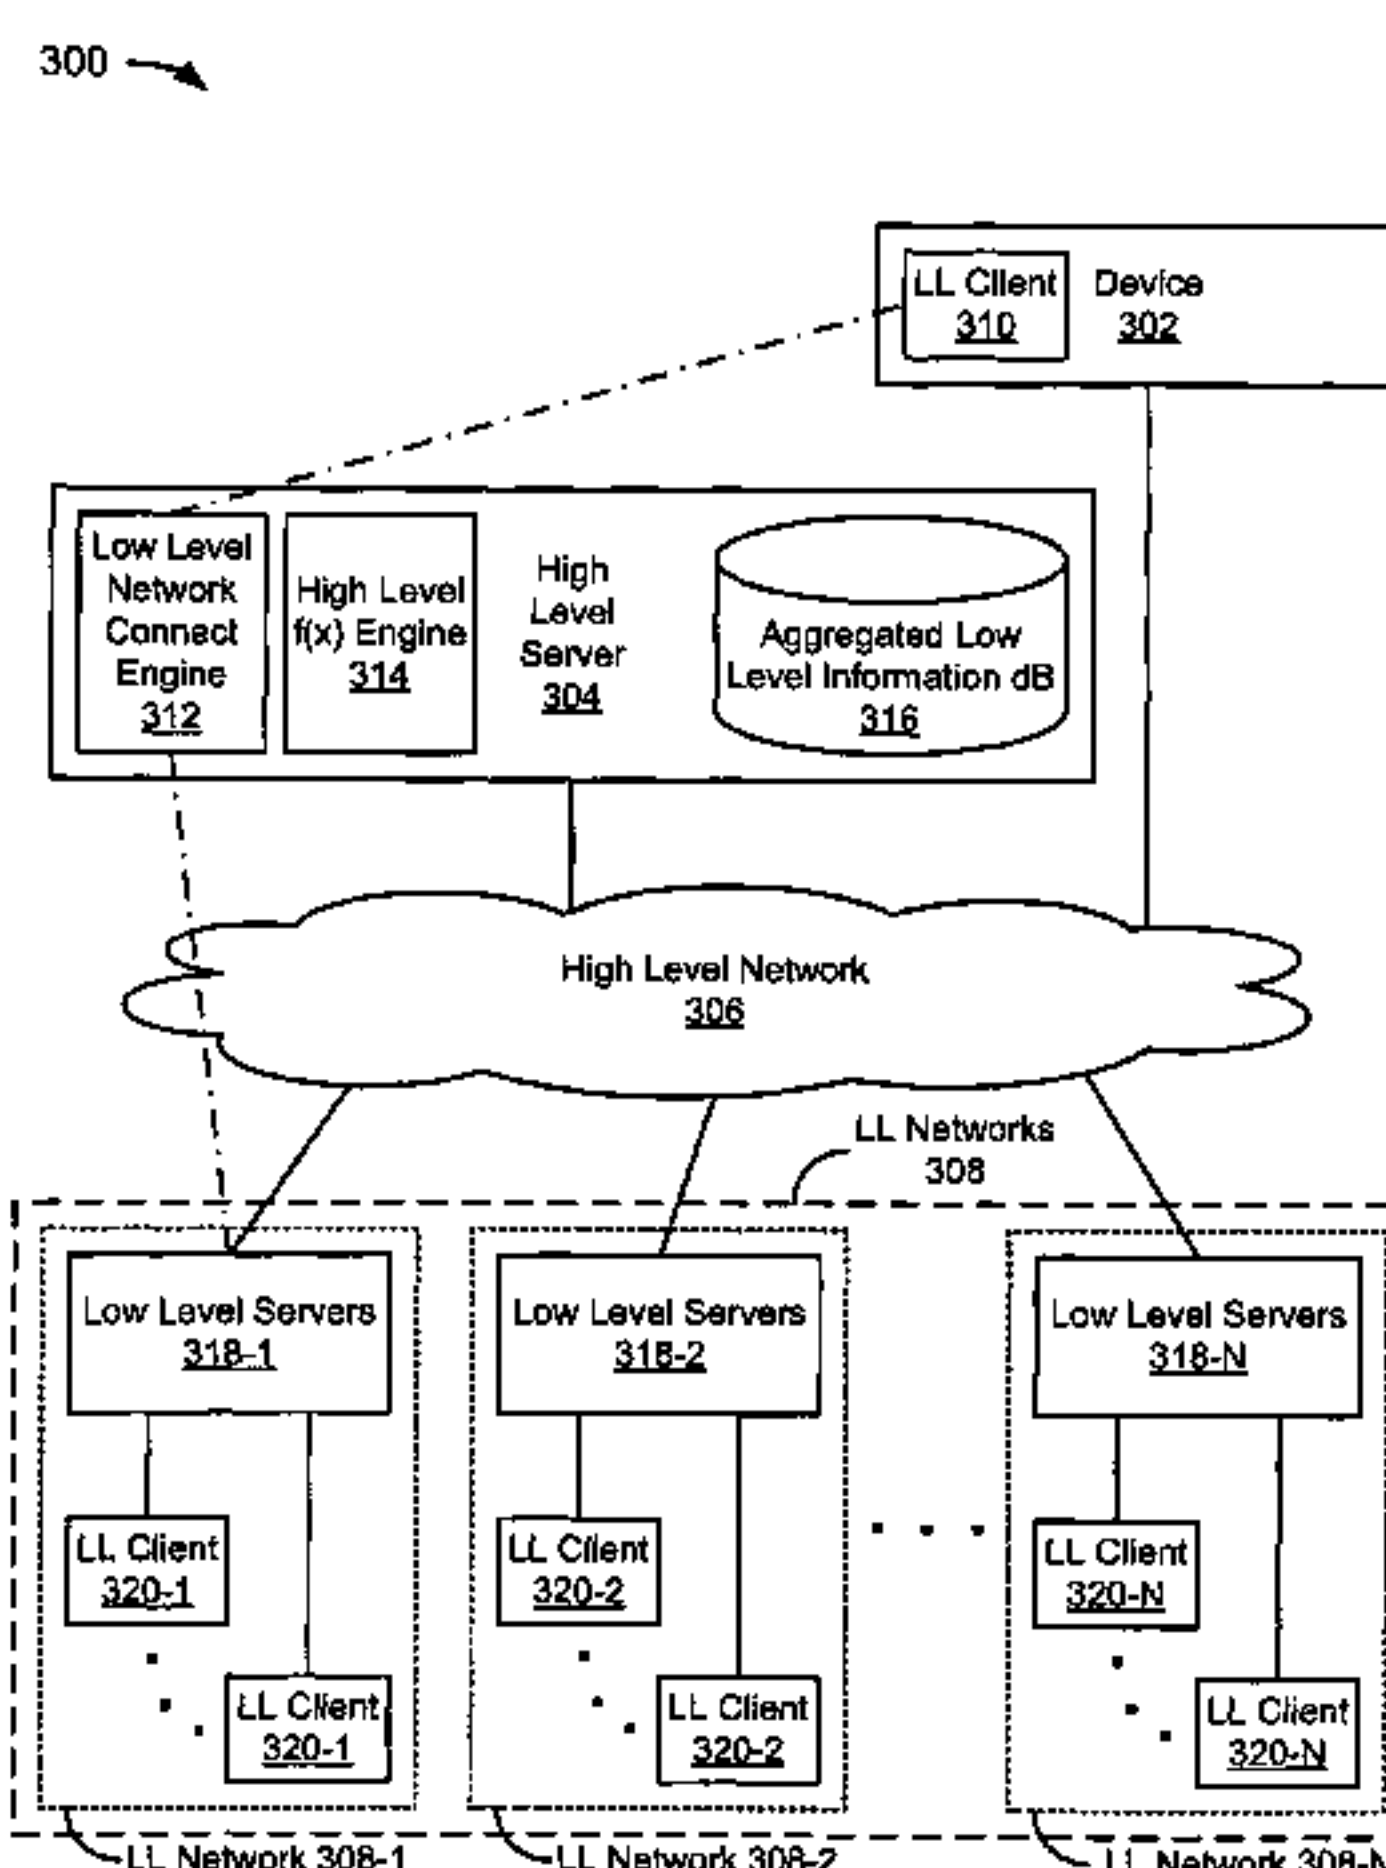 300
LL Client
310
Device
302
Low Level
Network
Connect
Engine
312
High Level
f(x) Engine
314
High
Level
Server
304
Aggregated Low
Level Information dB
316
High Level Network
306
LL Networks
308
Low Level Servers
318-1
Low Level Servers
318-2
Low Level Servers
318-N
LL Client
320-1
LL Client
320-2
LL Client
320-N
LL Client
320-1
LL Client
320-2
LL Client
320-N
LL Network 308-1
LL Network 308-2
LL Network 308-N